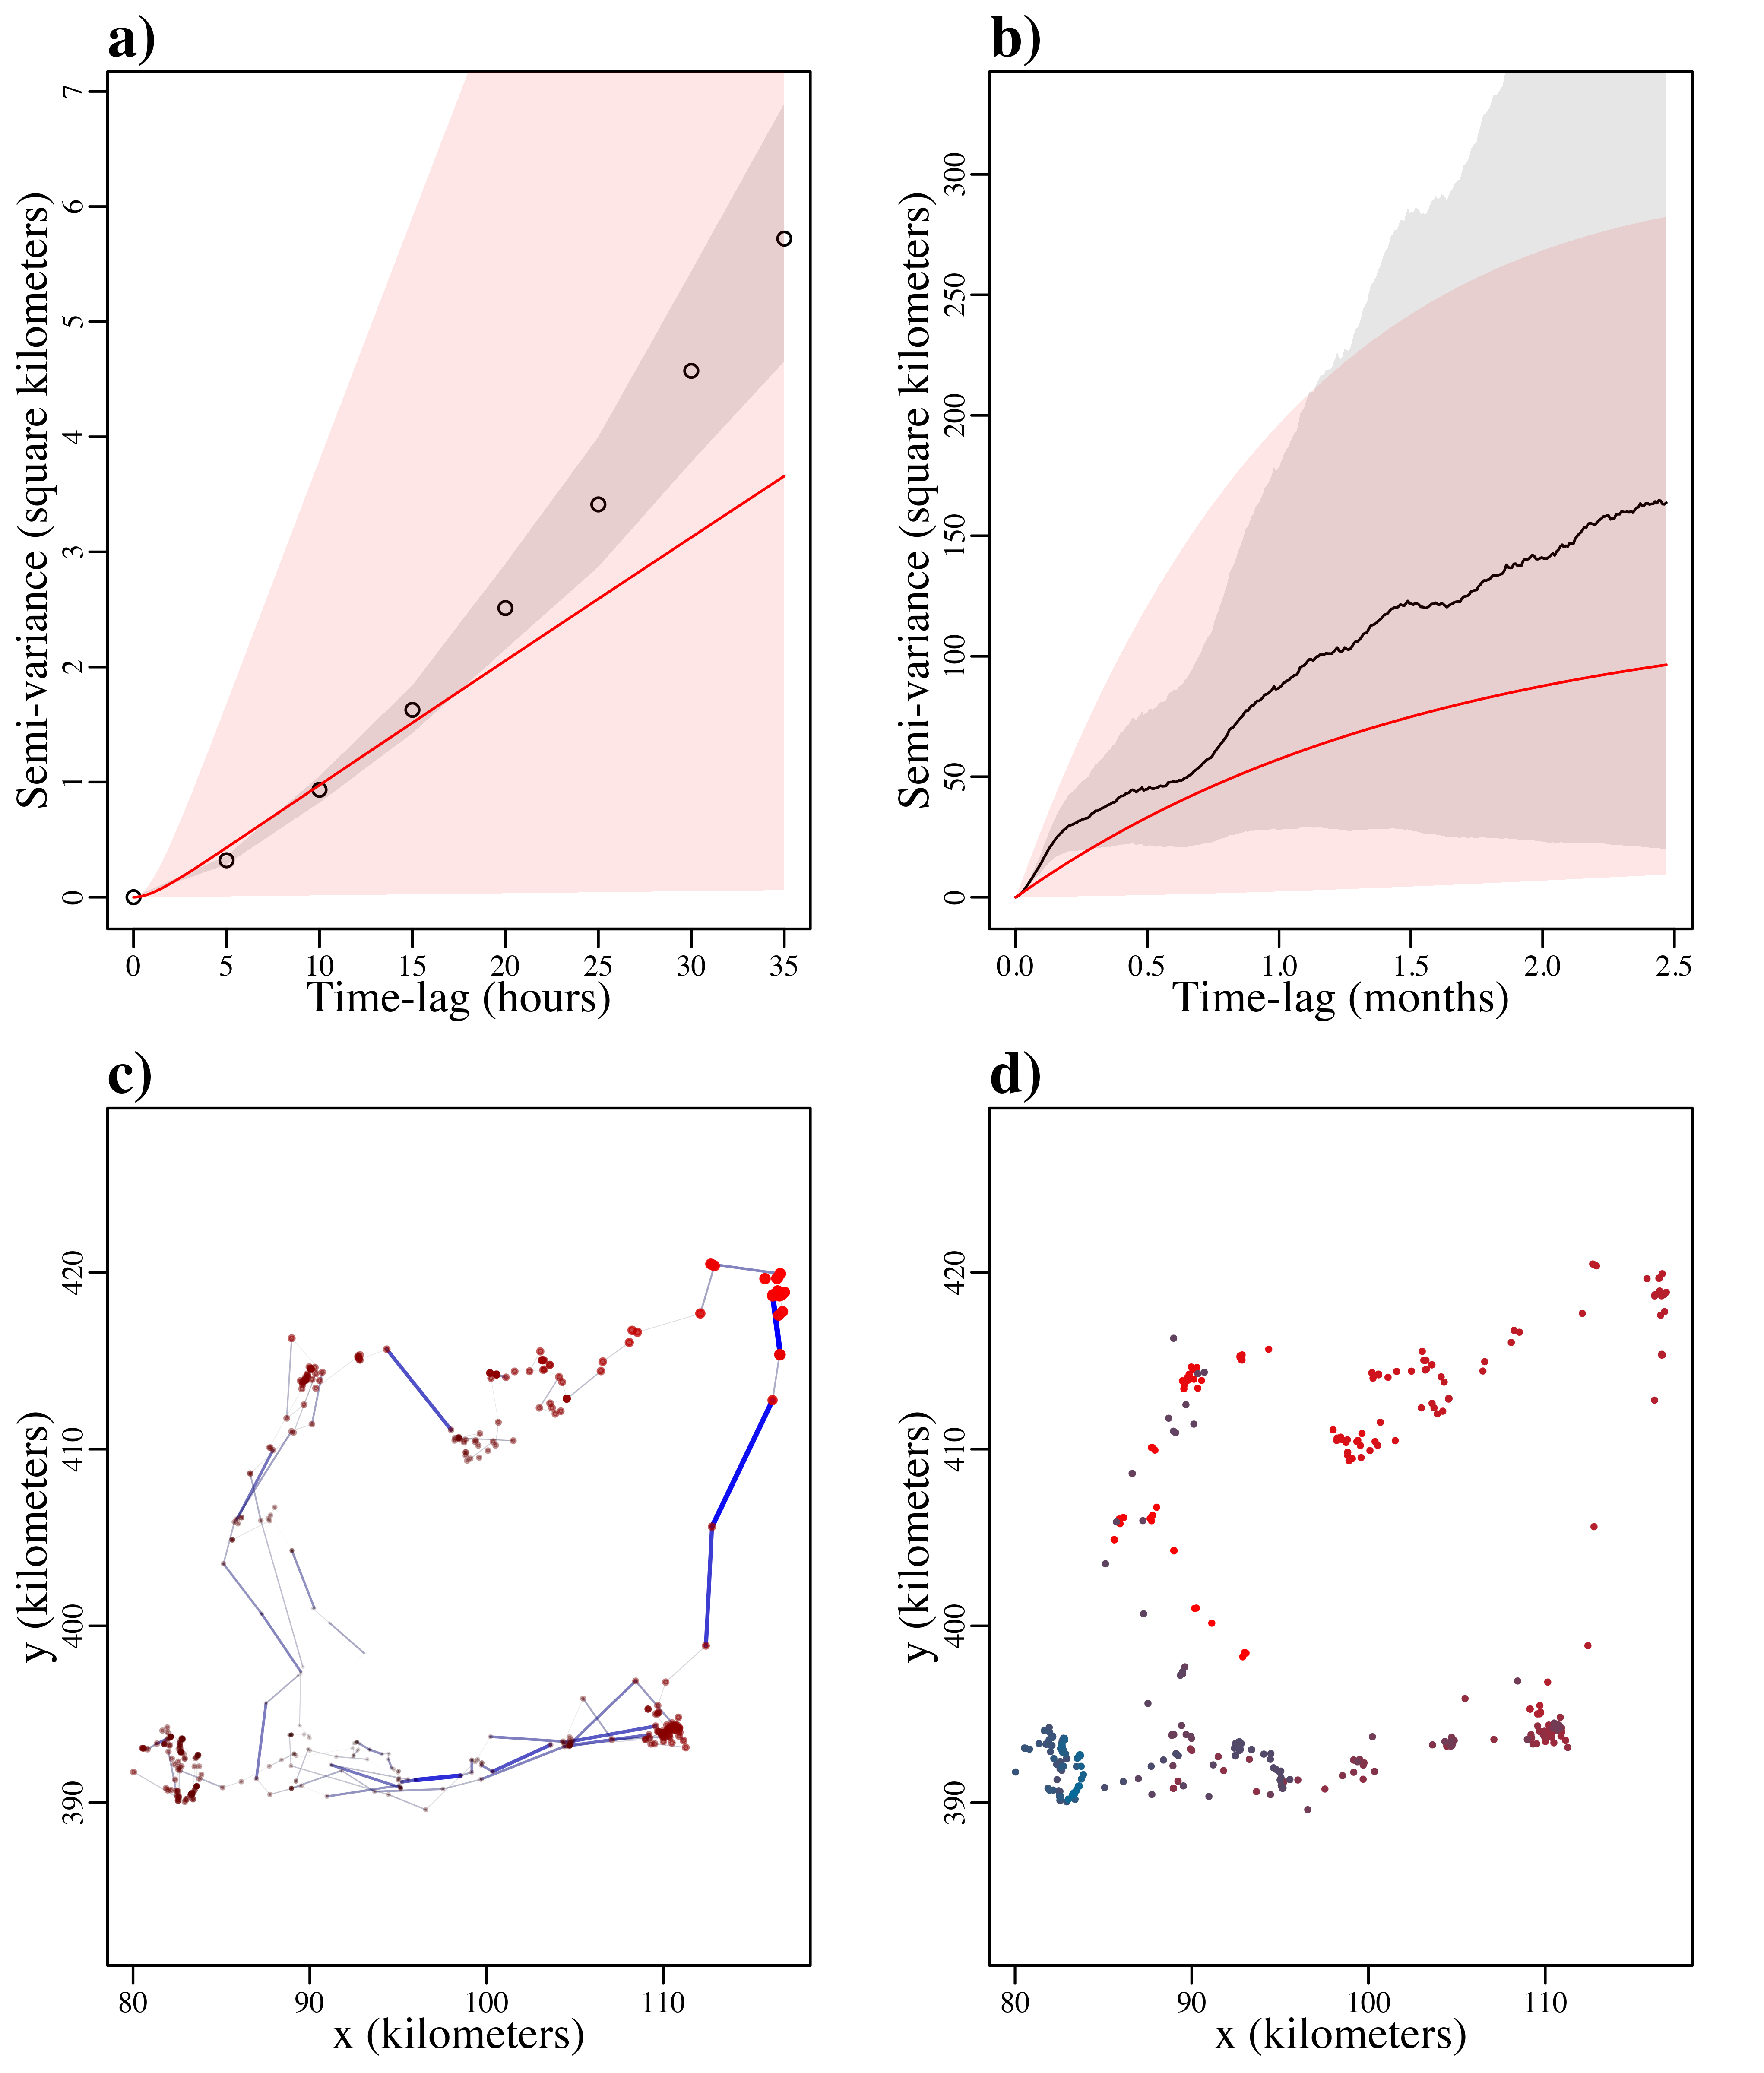 a)
Semi-variance (square kilometers)
7
6
5
4
3
2
1
0
0 5 10 15 20 25 30 35
Time-lag (hours)
b)
Semi-variance (square kilometers)
300
250
200
150
100
50
0
0.0 0.5 1.0 1.5 2.0 2.5
Time-lag (months)
c)
y (kilometers)
420
410
400
390
80 90 100 110
x (kilometers)
d)
y (kilometers)
420
410
400
390
80 90 100 110
x (kilometers)